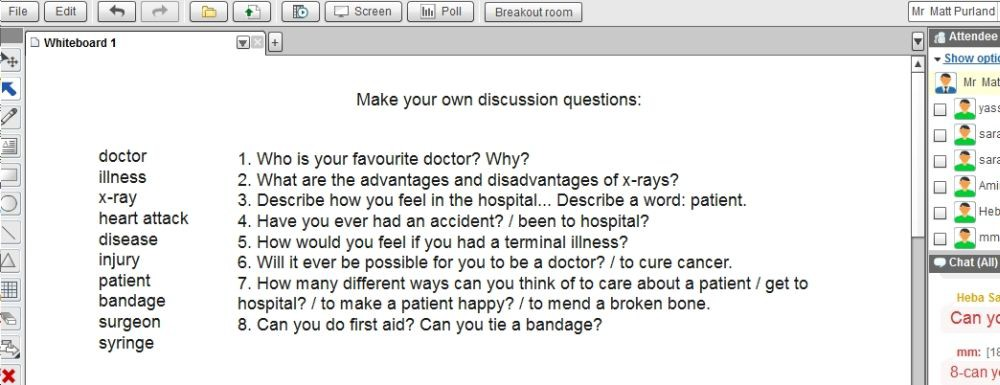 File Edit Screen Poll Breakout room Mr Matt Purland
Whiteboard 1 +
Attendee
Show optio
Mr Mat
yass
sara
sara
Ami
Heb
mm
Chat (All)
Heba Sa
Can yo
mm: [18
8-can y
Make your own discussion questions:
doctor
illness
x-ray
heart attack
disease
injury
patient
bandage
surgeon
syringe
1. Who is your favourite doctor? Why?
2. What are the advantages and disadvantages of x-rays?
3. Describe how you feel in the hospital... Describe a word: patient.
4. Have you ever had an accident? / been to hospital?
5. How would you feel if you had a terminal illness?
6. Will it ever be possible for you to be a doctor? / to cure cancer.
7. How many different ways can you think of to care about a patient / get to
hospital? / to make a patient happy? / to mend a broken bone.
8. Can you do first aid? Can you tie a bandage?